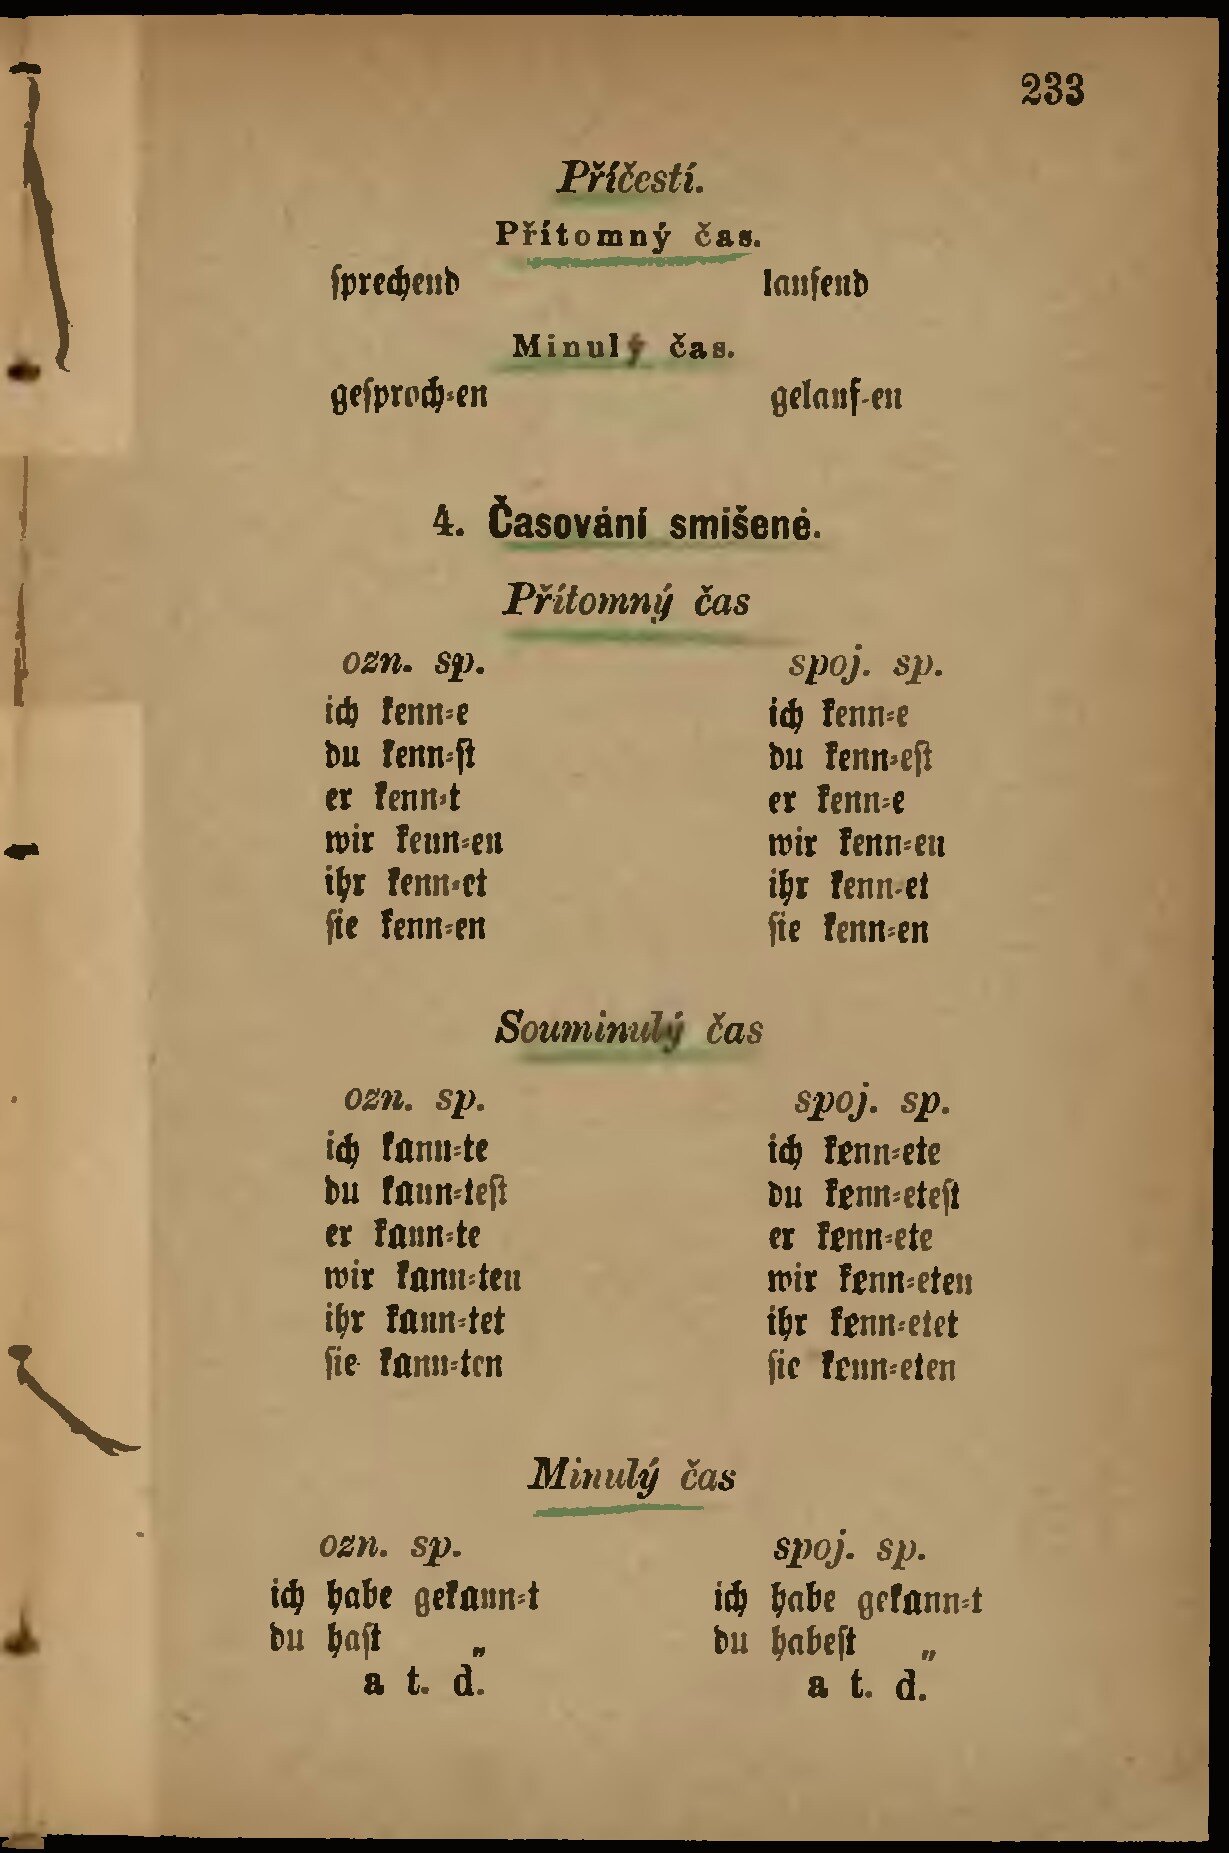 233
Příčestí.
Přítomný čas.
sprechend laufend
Minulý čas.
gesproch-en gelauf-en
4. Časování smíšené.
Přítomný čas
ozn. sp. spoj. sp.
ich kenn-e ich kenn-e
du kenn-st du kenn-est
er kenn-t er kenn-e
wir kenn-en wir kenn-en
ihr kenn-et ihr kenn-et
sie kenn-en sie kenn-en
Souminulý čas
ozn. sp. spoj. sp.
ich kann-te ich kenn-ete
du kann-test du kenn-etest
er kann-te er kenn-ete
wir kann-ten wir kenn-eten
ihr kann-tet ihr kenn-etet
sie kann-ten sie kenn-eten
Minulý čas
ozn. sp. spoj. sp.
ich habe gekann-t ich habe gekann-t
du hast „ du habest „
a t. d. a t. d.